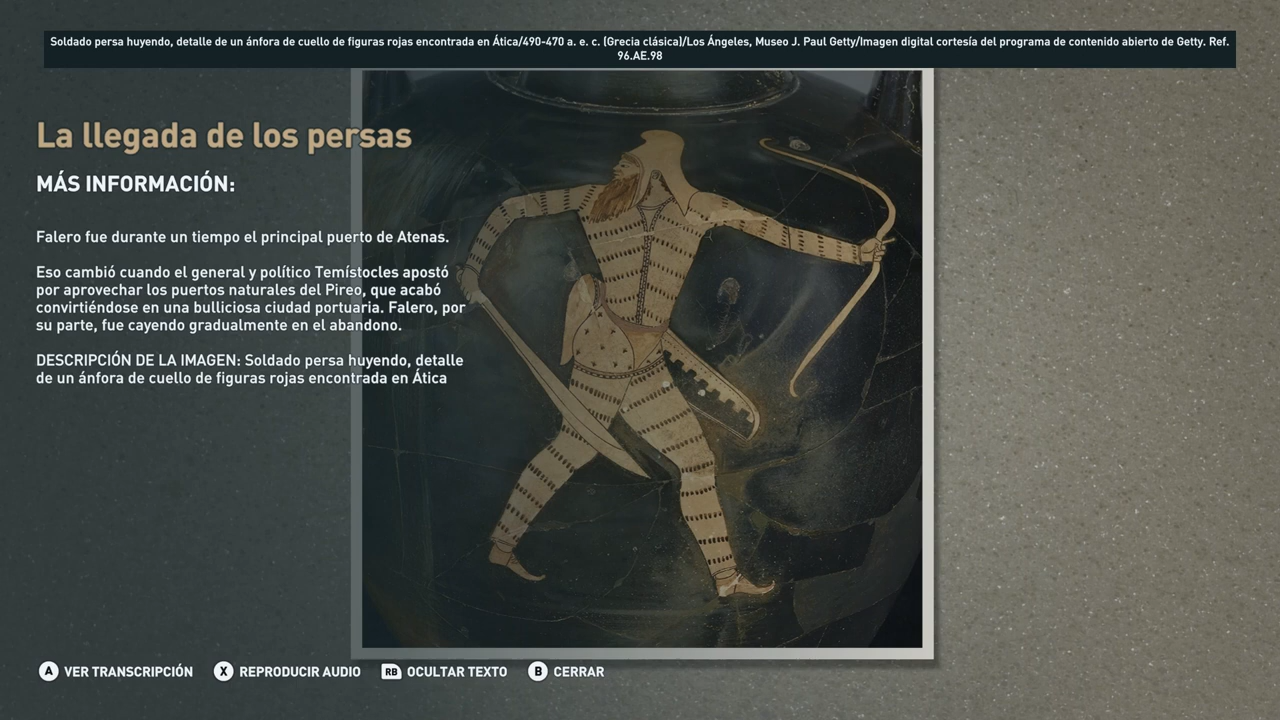 Soldado persa huyendo, detalle de un ánfora de cuello de figuras rojas encontrada en Ática/490-470 a. e. c. (Grecia clásica)/Los Ángeles, Museo J. Paul Getty/Imagen digital cortesía del programa de contenido abierto de Getty. Ref.
96.AE.98
La llegada de los persas
MÁS INFORMACIÓN:
Falero fue durante un tiempo el principal puerto de Atenas.
Eso cambió cuando el general y político Temístocles apostó
por aprovechar los puertos naturales del Pireo, que acabó
convirtiéndose en una bulliciosa ciudad portuaria. Falero, por
su parte, fue cayendo gradualmente en el abandono.
DESCRIPCIÓN DE LA IMAGEN: Soldado persa huyendo, detalle
de un ánfora de cuello de figuras rojas encontrada en Ática
A VER TRANSCRIPCIÓN X REPRODUCIR AUDIO RB OCULTAR TEXTO B CERRAR